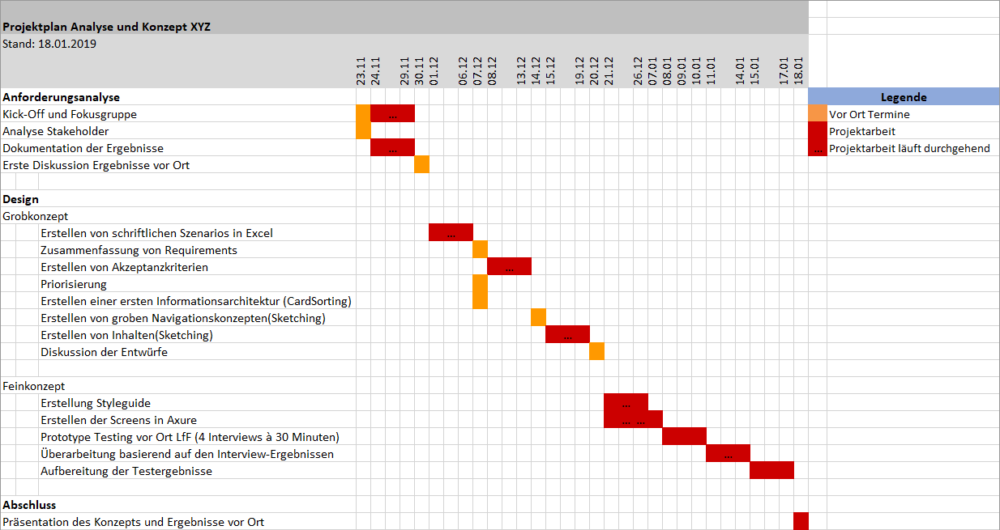 Projektplan Analyse und Konzept XYZ
Stand: 18.01.2019
23.11 24.11 29.11 30.11 01.12 06.12 07.12 08.12 13.12 14.12 15.12 19.12 20.12 21.12 26.12 07.01 08.01 09.01 10.01 11.01 14.01 15.01 17.01 18.01
Anforderungsanalyse
Legende
Kick-Off und Fokusgruppe ...
Vor Ort Termine
Analyse Stakeholder
Projektarbeit
Dokumentation der Ergebnisse ...
... Projektarbeit läuft durchgehend
Erste Diskussion Ergebnisse vor Ort
Design
Grobkonzept
Erstellen von schriftlichen Szenarios in Excel ...
Zusammenfassung von Requirements
Erstellen von Akzeptanzkriterien ...
Priorisierung
Erstellen einer ersten Informationsarchitektur (CardSorting)
Erstellen von groben Navigationskonzepten(Sketching)
Erstellen von Inhalten(Sketching) ...
Diskussion der Entwürfe
Feinkonzept
Erstellung Styleguide ...
Erstellen der Screens in Axure ... ...
Prototype Testing vor Ort LfF (4 Interviews à 30 Minuten)
Überarbeitung basierend auf den Interview-Ergebnissen ...
Aufbereitung der Testergebnisse
Abschluss
Präsentation des Konzepts und Ergebnisse vor Ort